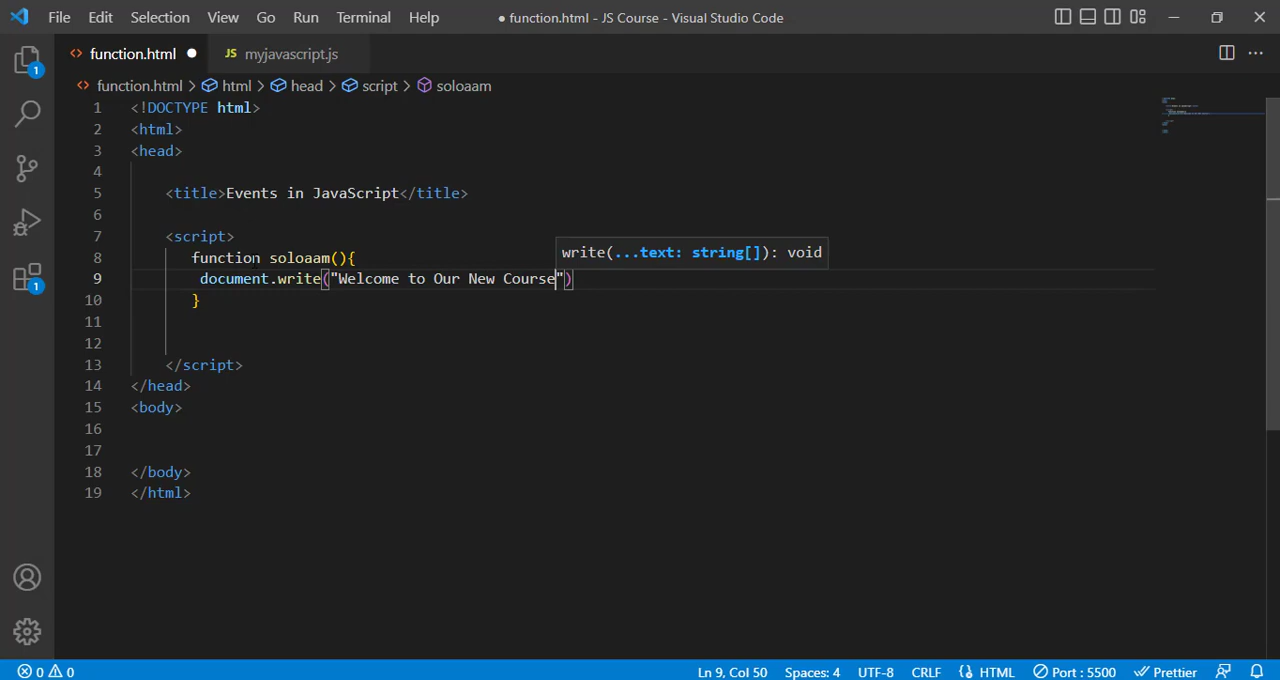 File Edit Selection View Go Run Terminal Help ● function.html - JS Course - Visual Studio Code
<> function.html ● JS myjavascript.js
<> function.html > html > head > script > soloaam
1 <!DOCTYPE html>
2 <html>
3 <head>
4
5 <title>Events in JavaScript</title>
6
7 <script>
write(...text: string[]): void
8 function soloaam(){
9 document.write("Welcome to Our New Course")
10 }
11
12
13 </script>
14 </head>
15 <body>
16
17
18 </body>
19 </html>
1
1
0 0 Ln 9, Col 50 Spaces: 4 UTF-8 CRLF HTML Port : 5500 Prettier